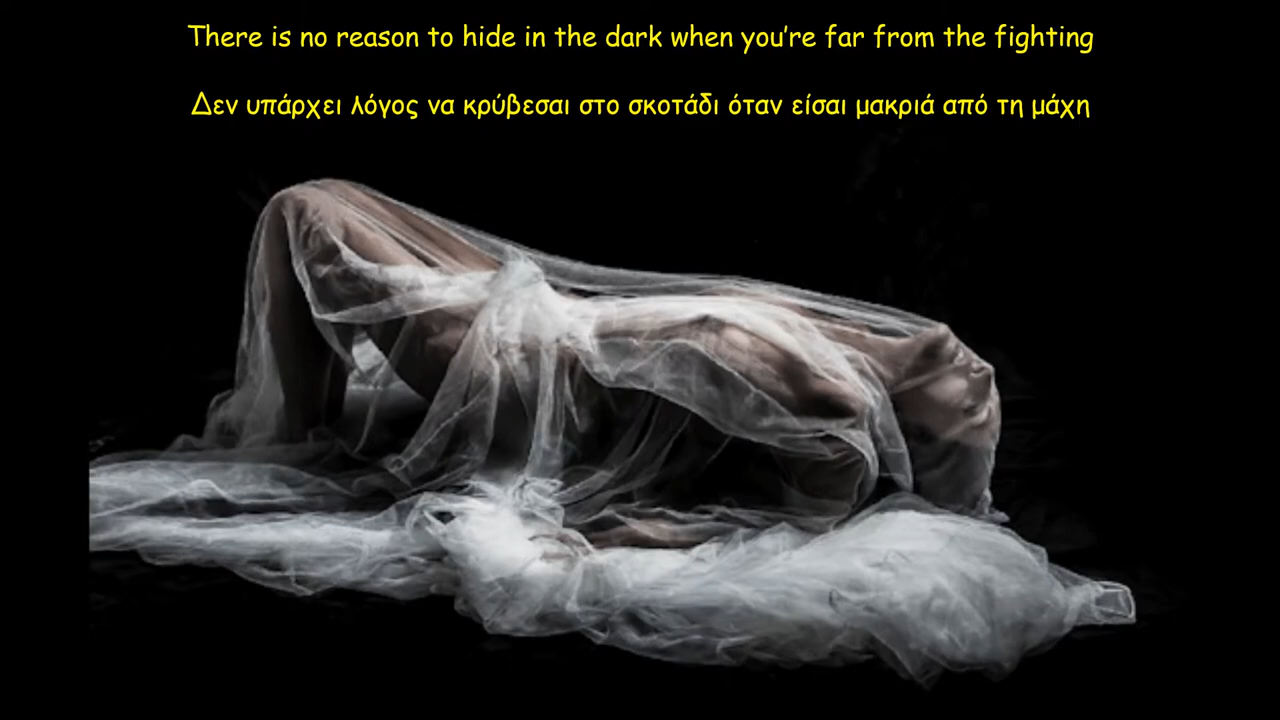 There is no reason to hide in the dark when you're far from the fighting
Δεν υπάρχει λόγος να κρύβεσαι στο σκοτάδι όταν είσαι μακριά από τη μάχη